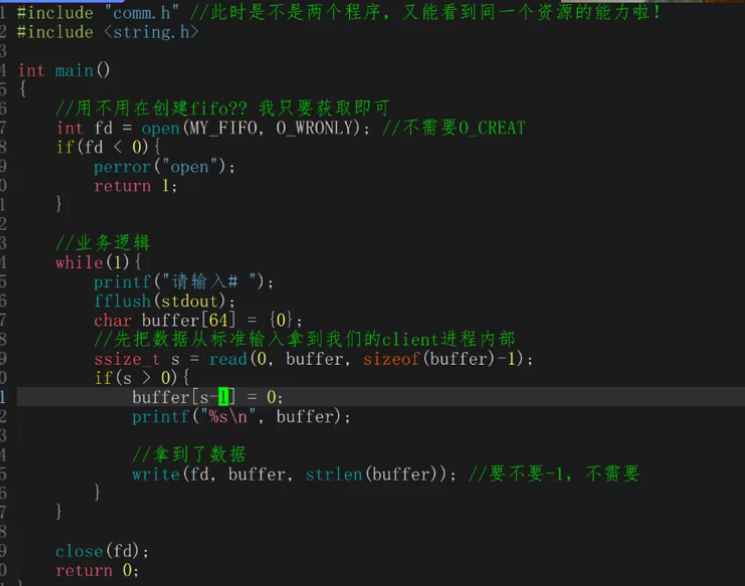 1 #include "comm.h" //此时是不是两个程序，又能看到同一个资源的能力啦！
2 #include <string.h>
3
4 int main()
5 {
6     //用不用在创建fifo?? 我只要获取即可
7     int fd = open(MY_FIFO, O_WRONLY); //不需要O_CREAT
8     if(fd < 0){
9         perror("open");
0         return 1;
1     }
2
3     //业务逻辑
4     while(1){
5         printf("请输入# ");
6         fflush(stdout);
7         char buffer[64] = {0};
8         //先把数据从标准输入拿到我们的client进程内部
9         ssize_t s = read(0, buffer, sizeof(buffer)-1);
0         if(s > 0){
1             buffer[s-1] = 0;
2             printf("%s\n", buffer);
3
4             //拿到了数据
5             write(fd, buffer, strlen(buffer)); //要不要-1，不需要
6         }
7     }
8
9     close(fd);
0     return 0;